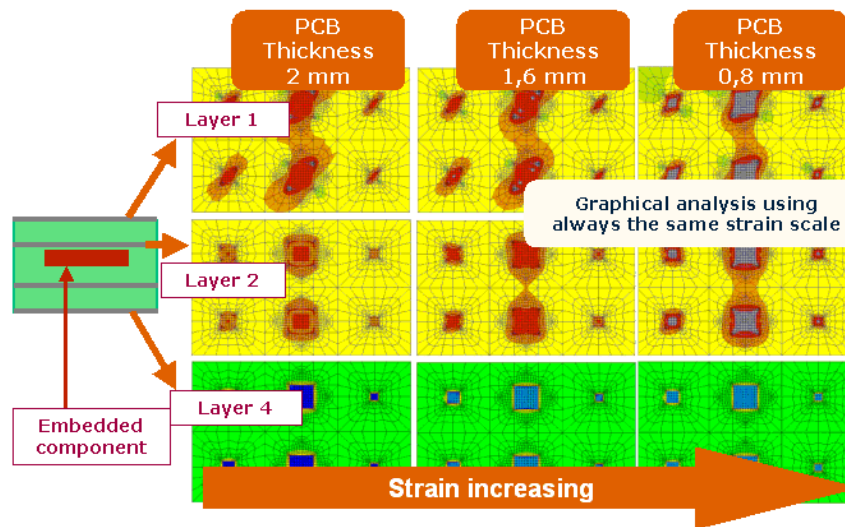 PCB
Thickness
2 mm
PCB
Thickness
1,6 mm
PCB
Thickness
0,8 mm
Layer 1
Graphical analysis using
always the same strain scale
Layer 2
Layer 4
Embedded
component
Strain increasing